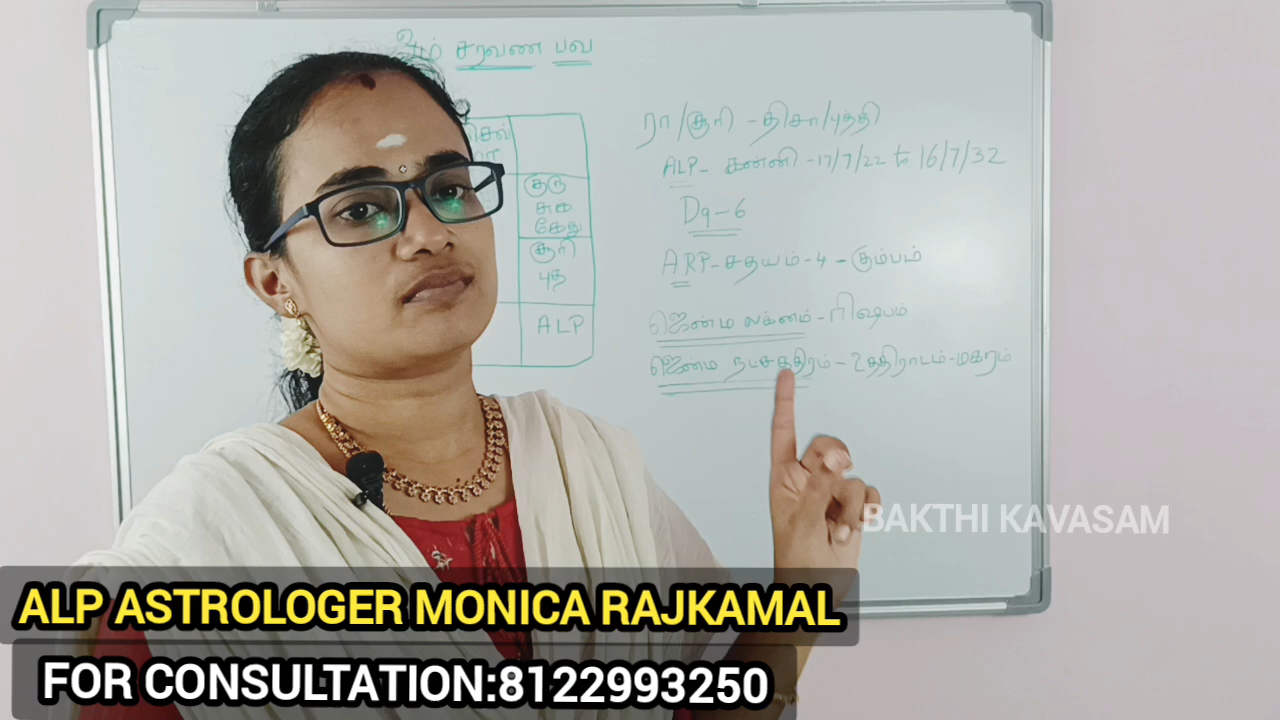 ஓம் சரவண பவ
செவ்
குரு
சுக
கேது
சூரி
புத
ALP
ரா/சூரி - திசா/புத்தி
ALP - கன்னி - 17/7/22 to 16/7/32
D9-6
ARP - சதயம் - 4 - கும்பம்
ஜென்ம லக்னம் - ரிஷபம்
ஜென்ம நட்சத்திரம் - உத்திராடம் - மகரம்
BAKTHI KAVASAM
ALP ASTROLOGER MONICA RAJKAMAL
FOR CONSULTATION:8122993250